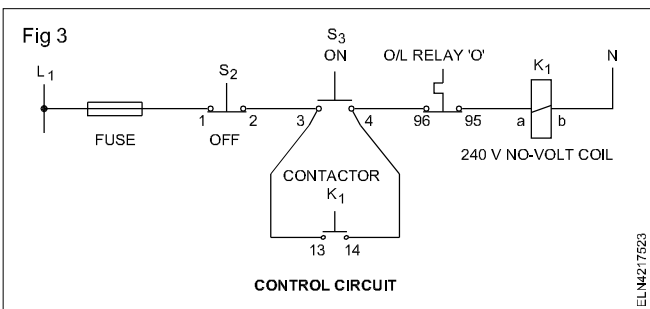 Fig 3
S3
ON
O/L RELAY 'O'
K1
N
L1
S2
1 2 3 4 96 95 a b
FUSE
OFF
240 V NO-VOLT COIL
CONTACTOR
K1
13 14
CONTROL CIRCUIT
ELN4217523